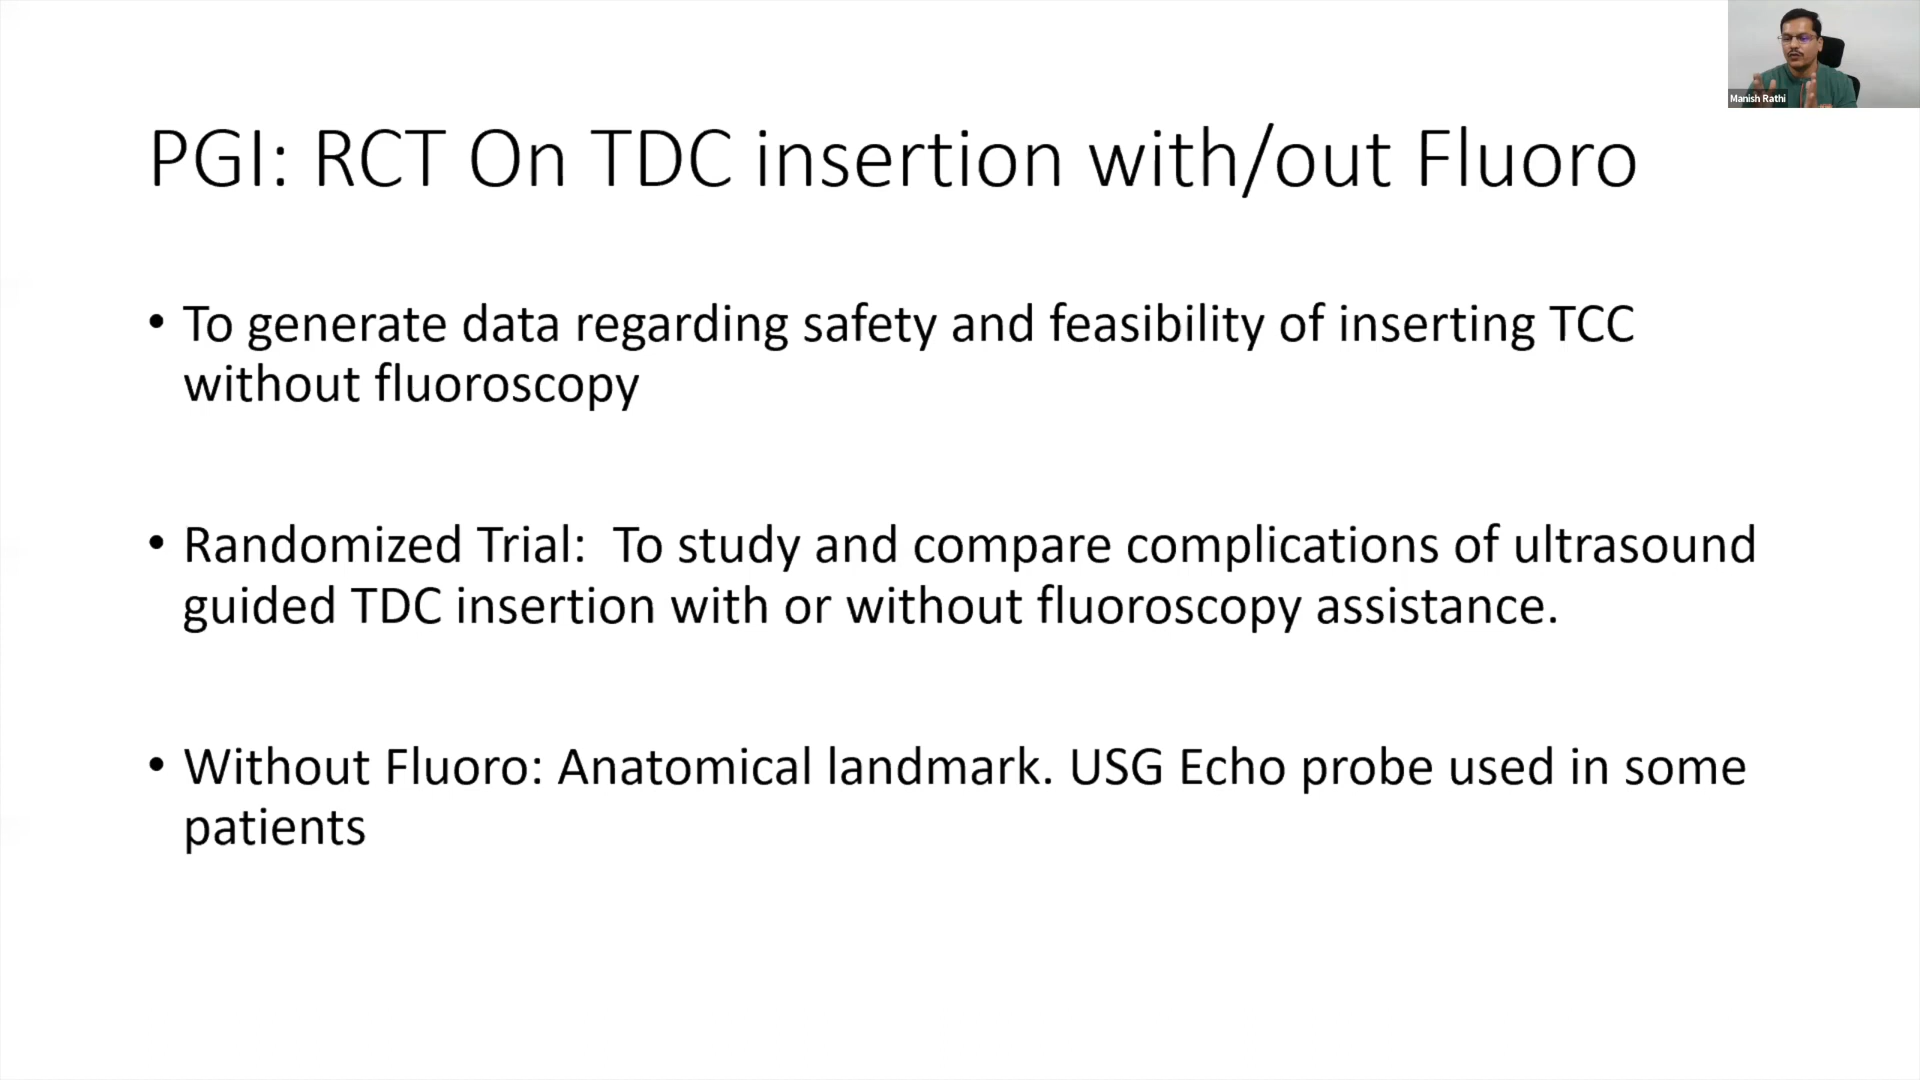 Manish Rathi
PGI: RCT On TDC insertion with/out Fluoro
• To generate data regarding safety and feasibility of inserting TCC
without fluoroscopy
• Randomized Trial:  To study and compare complications of ultrasound
guided TDC insertion with or without fluoroscopy assistance.
• Without Fluoro: Anatomical landmark. USG Echo probe used in some
patients